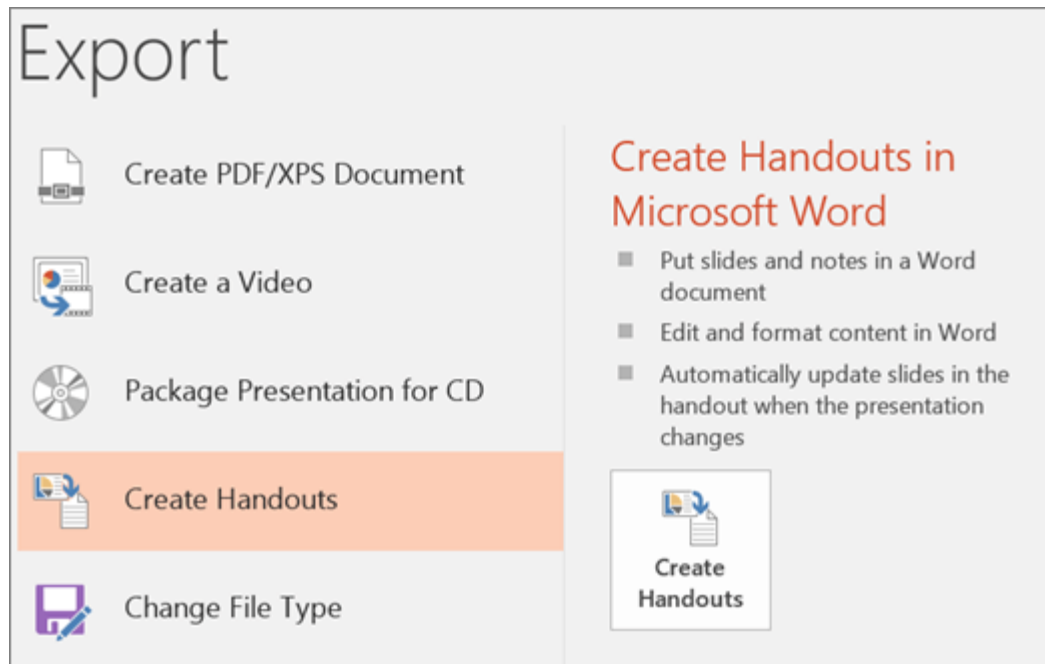 Export
Create PDF/XPS Document
Create a Video
Package Presentation for CD
Create Handouts
Change File Type
Create Handouts in
Microsoft Word
Put slides and notes in a Word
document
Edit and format content in Word
Automatically update slides in the
handout when the presentation
changes
Create
Handouts